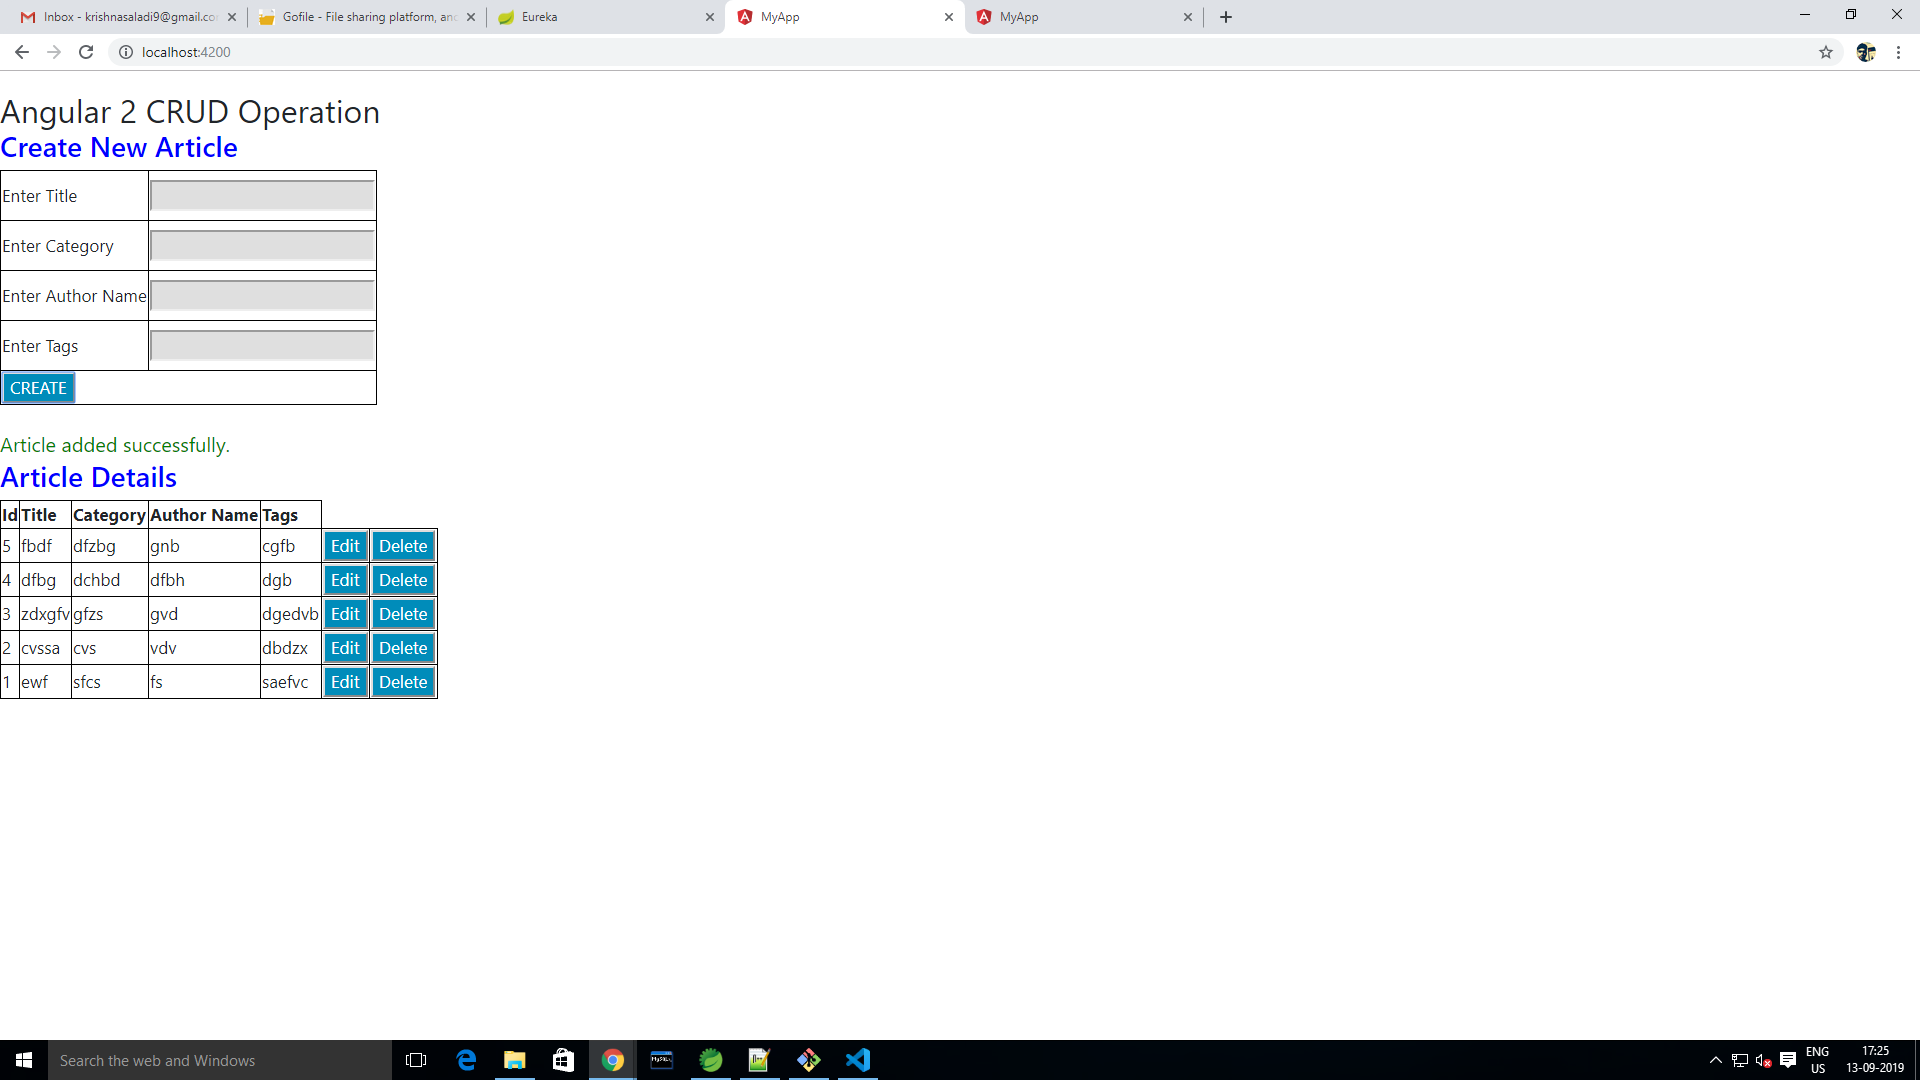 Inbox - krishnasaladi9@gmail.co Gofile - File sharing platform, an Eureka MyApp MyApp
localhost:4200
Angular 2 CRUD Operation
Create New Article
Enter Title
Enter Category
Enter Author Name
Enter Tags
CREATE
Article added successfully.
Article Details
Id Title Category Author Name Tags
5 fbdf dfzbg gnb cgfb Edit Delete
4 dfbg dchbd dfbh dgb Edit Delete
3 zdxgfv gfzs gvd dgedvb Edit Delete
2 cvssa cvs vdv dbdzx Edit Delete
1 ewf sfcs fs saefvc Edit Delete
Search the web and Windows
ENG 17:25
US 13-09-2019